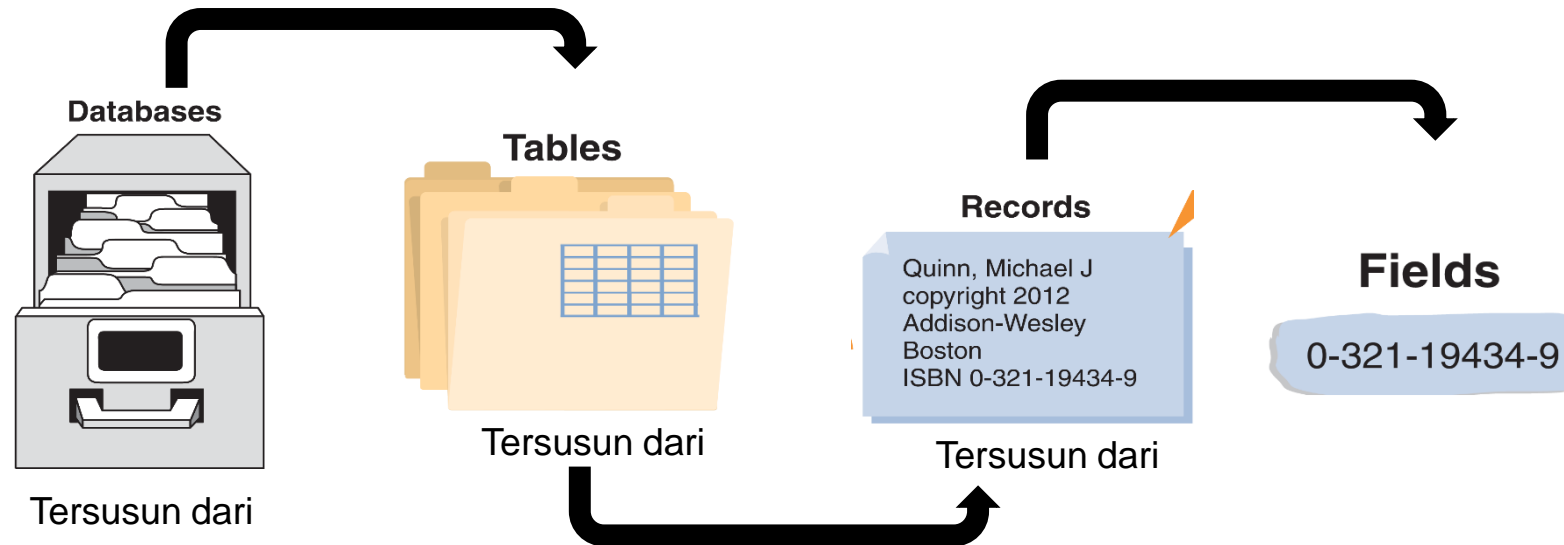 Databases
Tersusun dari
Tables
Tersusun dari
Records
Quinn, Michael J
copyright 2012
Addison-Wesley
Boston
ISBN 0-321-19434-9
Tersusun dari
Fields
0-321-19434-9